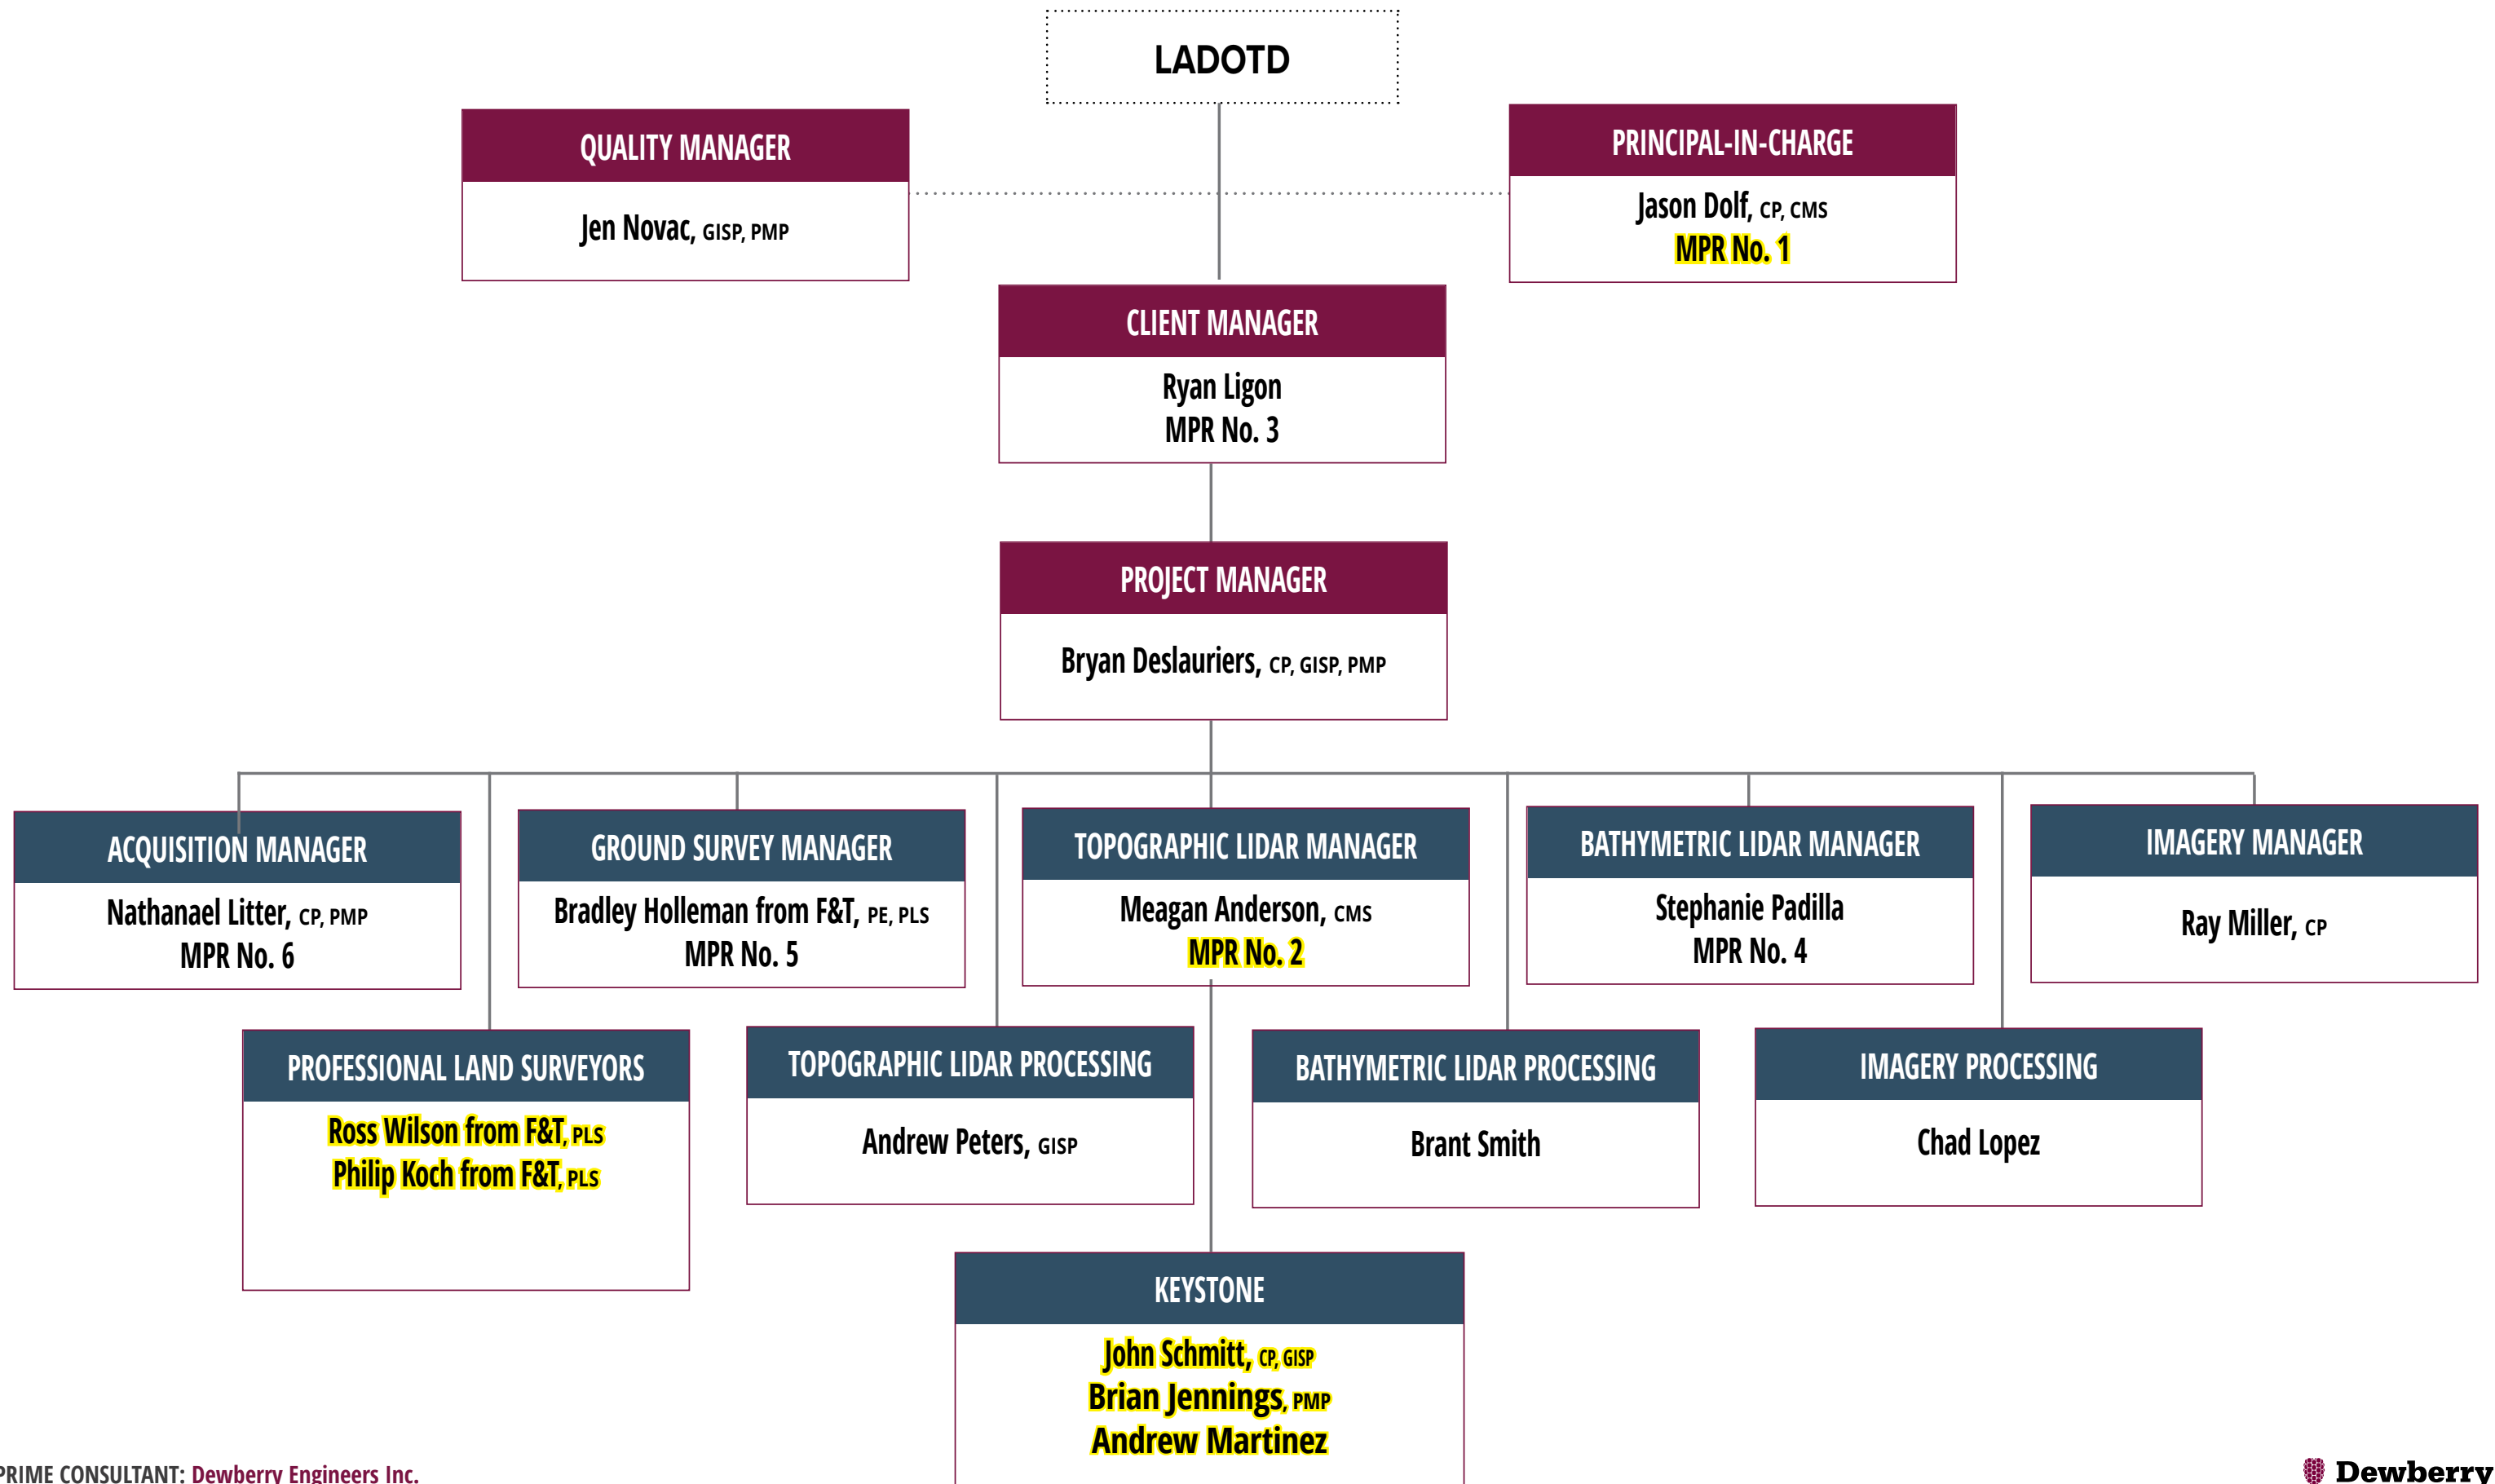 LADOTD
QUALITY MANAGER
Jen Novac, GISP, PMP
PRINCIPAL-IN-CHARGE
Jason Dolf, CP, CMS
MPR No. 1
CLIENT MANAGER
Ryan Ligon
MPR No. 3
PROJECT MANAGER
Bryan Deslauriers, CP, GISP, PMP
ACQUISITION MANAGER
Nathanael Litter, CP, PMP
MPR No. 6
GROUND SURVEY MANAGER
Bradley Holleman from F&T, PE, PLS
MPR No. 5
TOPOGRAPHIC LIDAR MANAGER
Meagan Anderson, CMS
MPR No. 2
BATHYMETRIC LIDAR MANAGER
Stephanie Padilla
MPR No. 4
IMAGERY MANAGER
Ray Miller, CP
PROFESSIONAL LAND SURVEYORS
Ross Wilson from F&T, PLS
Philip Koch from F&T, PLS
TOPOGRAPHIC LIDAR PROCESSING
Andrew Peters, GISP
BATHYMETRIC LIDAR PROCESSING
Brant Smith
IMAGERY PROCESSING
Chad Lopez
KEYSTONE
John Schmitt, CP, GISP
Brian Jennings, PMP
Andrew Martinez
PRIME CONSULTANT: Dewberry Engineers Inc.
Dewberry